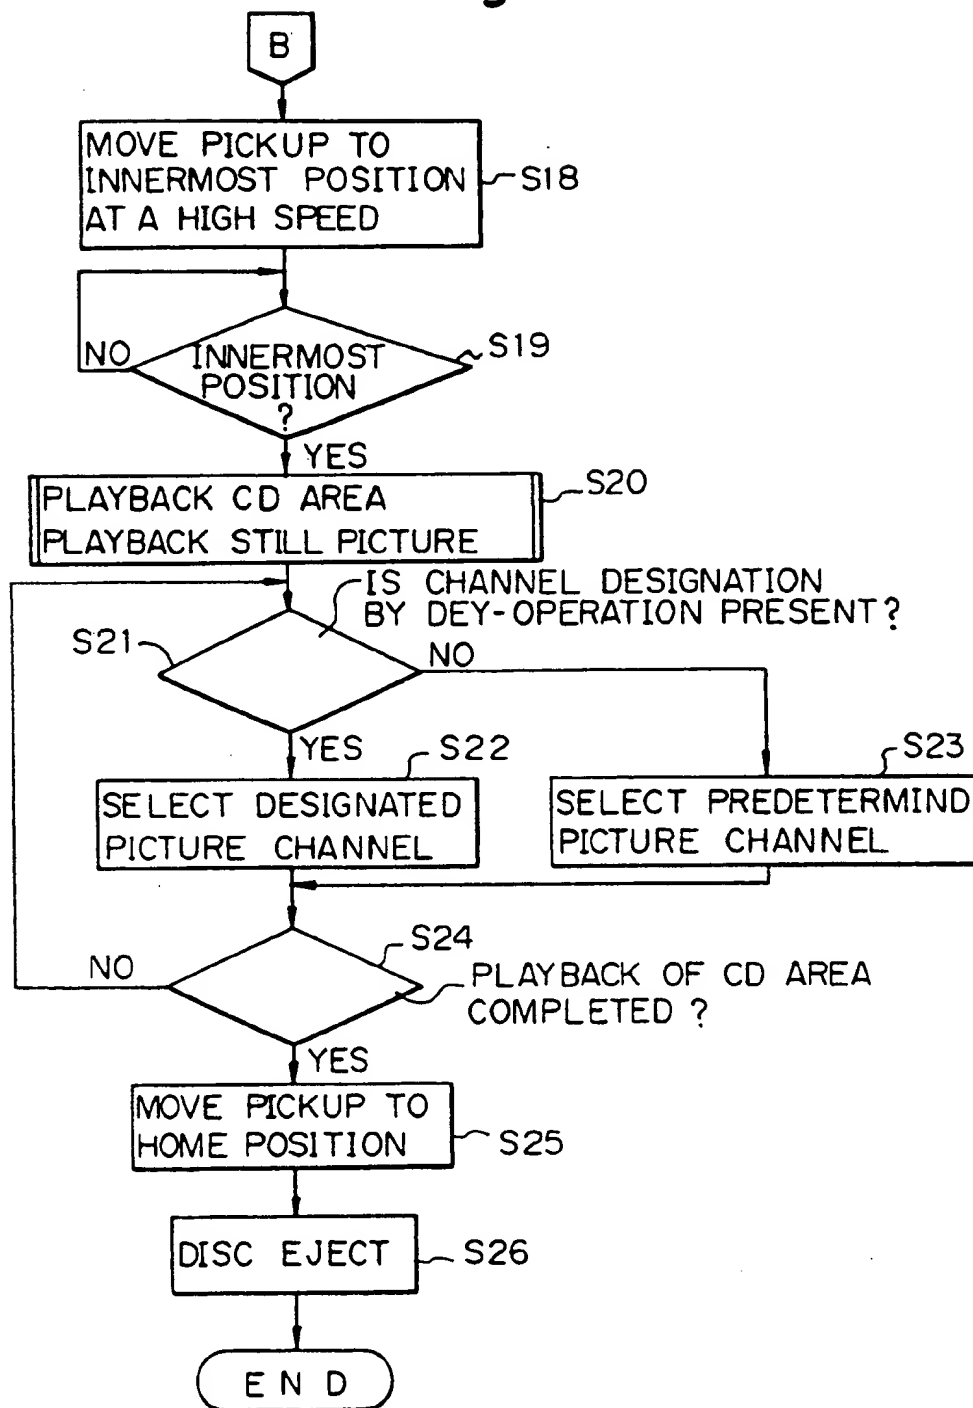 B
MOVE PICKUP TO
INNERMOST POSITION
AT A HIGH SPEED
S18
NO
INNERMOST
POSITION
?
S19
YES
PLAYBACK CD AREA
PLAYBACK STILL PICTURE
S20
IS CHANNEL DESIGNATION
BY DEY-OPERATION PRESENT?
S21
NO
YES
S22
S23
SELECT DESIGNATED
PICTURE CHANNEL
SELECT PREDETERMIND
PICTURE CHANNEL
S24
NO
PLAYBACK OF CD AREA
COMPLETED ?
YES
MOVE PICKUP TO
HOME POSITION
S25
DISC EJECT
S26
END